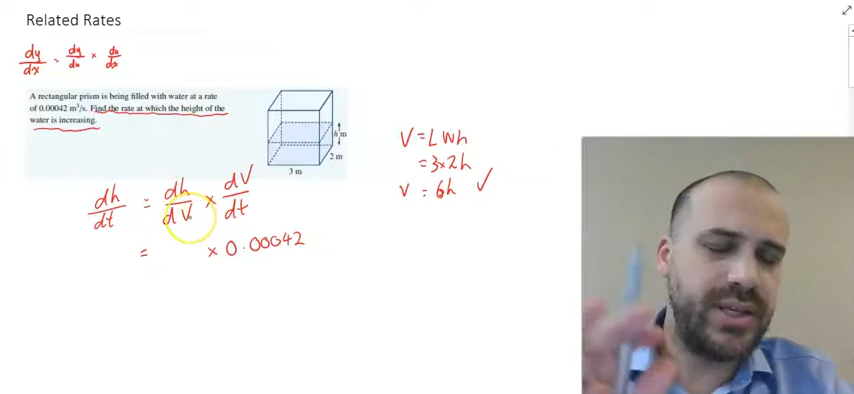 Related Rates
dy/dx = dy/du × du/dx
A rectangular prism is being filled with water at a rate
of 0.00042 m³/s. Find the rate at which the height of the
water is increasing.
h m
2 m
3 m
V = LWh
= 3×2h
V = 6h ✓
dh/dt = dh/dV × dV/dt
= × 0.00042